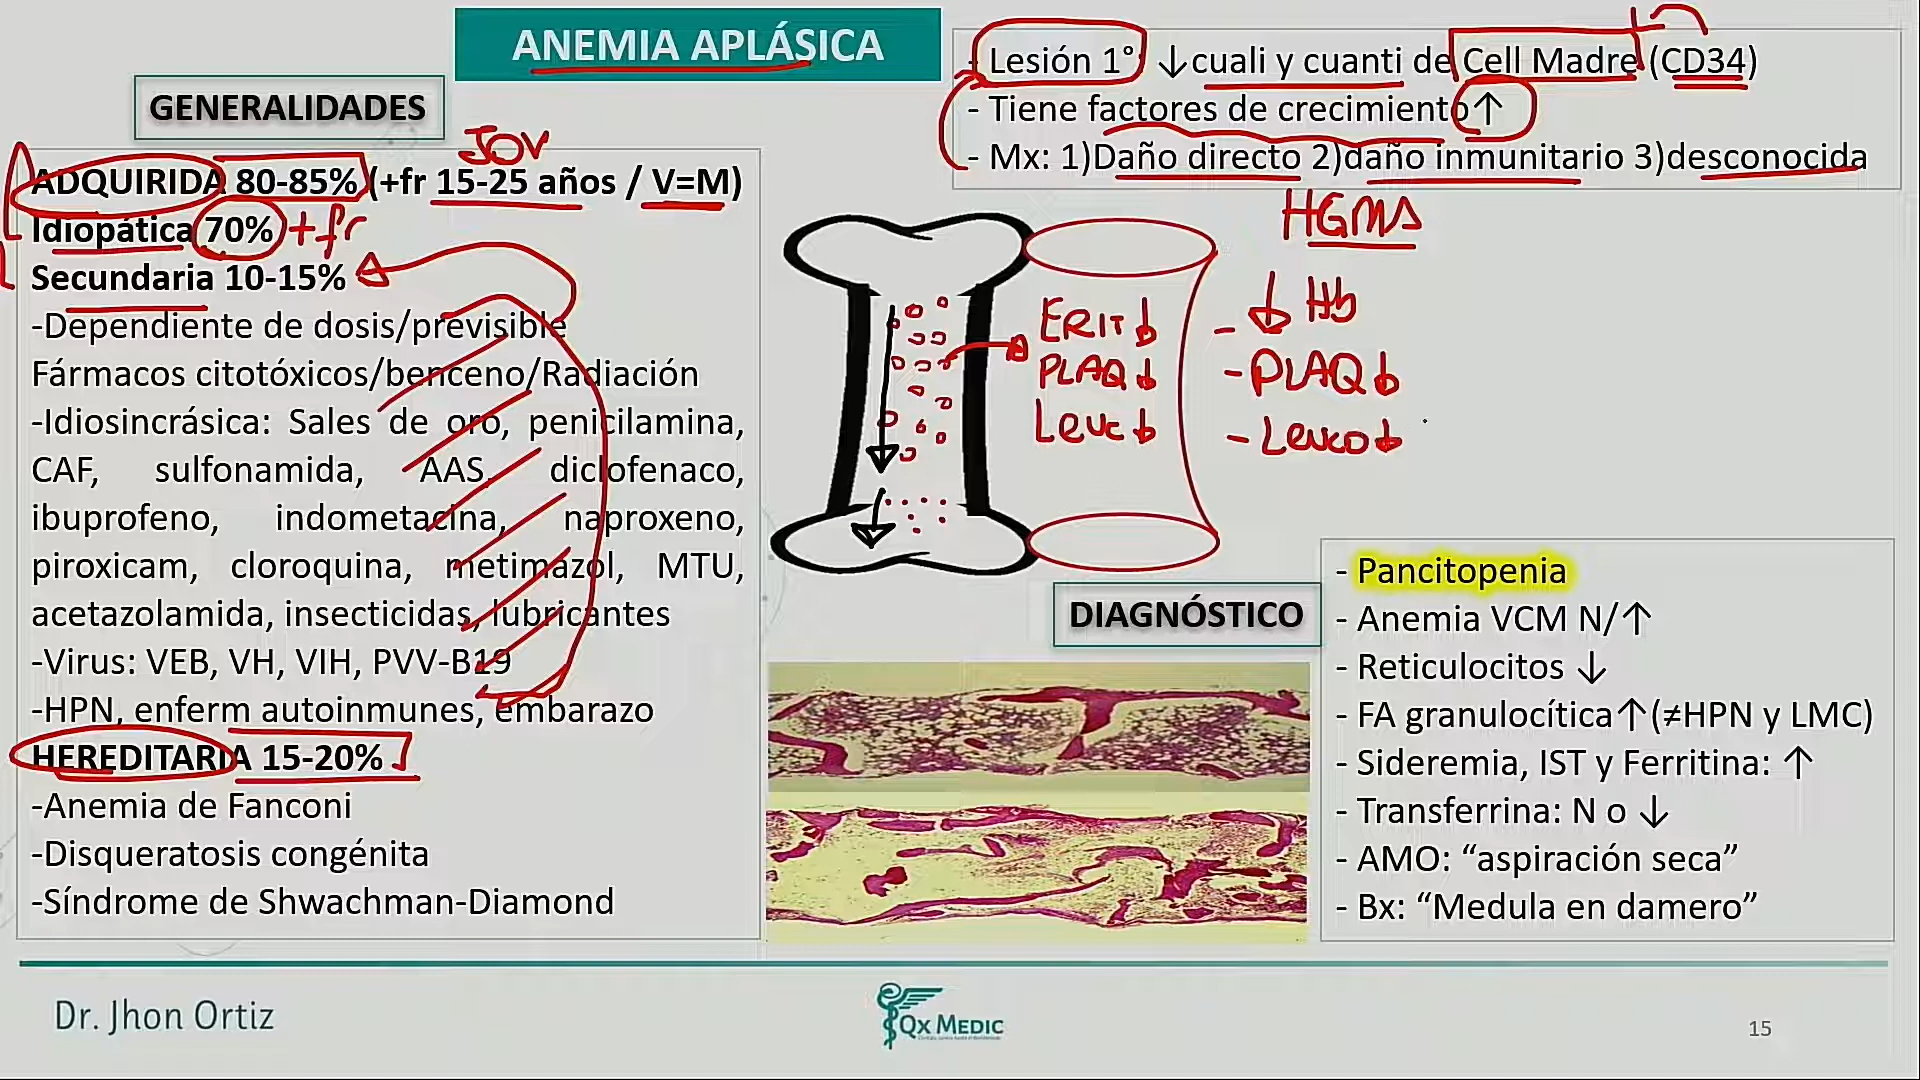 ANEMIA APLÁSICA
GENERALIDADES
JOV
ADQUIRIDA 80-85% (+fr 15-25 años / V=M)
Idiopática 70% +fr
Secundaria 10-15%
-Dependiente de dosis/previsible
Fármacos citotóxicos/benceno/Radiación
-Idiosincrásica: Sales de oro, penicilamina,
CAF, sulfonamida, AAS, diclofenaco,
ibuprofeno, indometacina, naproxeno,
piroxicam, cloroquina, metimazol, MTU,
acetazolamida, insecticidas, lubricantes
-Virus: VEB, VH, VIH, PVV-B19
-HPN, enferm autoinmunes, embarazo
HEREDITARIA 15-20%
-Anemia de Fanconi
-Disqueratosis congénita
-Síndrome de Shwachman-Diamond
- Lesión 1°: ↓cuali y cuanti de Cell Madre (CD34)
- Tiene factores de crecimiento↑
- Mx: 1)Daño directo 2)daño inmunitario 3)desconocida
HGMA
ERIT↓
PLAQ↓
LEUC↓
- ↓ Hb
- PLAQ↓
- LEUCO↓
DIAGNÓSTICO
- Pancitopenia
- Anemia VCM N/↑
- Reticulocitos ↓
- FA granulocítica↑(≠HPN y LMC)
- Sideremia, IST y Ferritina: ↑
- Transferrina: N o ↓
- AMO: “aspiración seca”
- Bx: “Medula en damero”
Dr. Jhon Ortiz
QX MEDIC
15